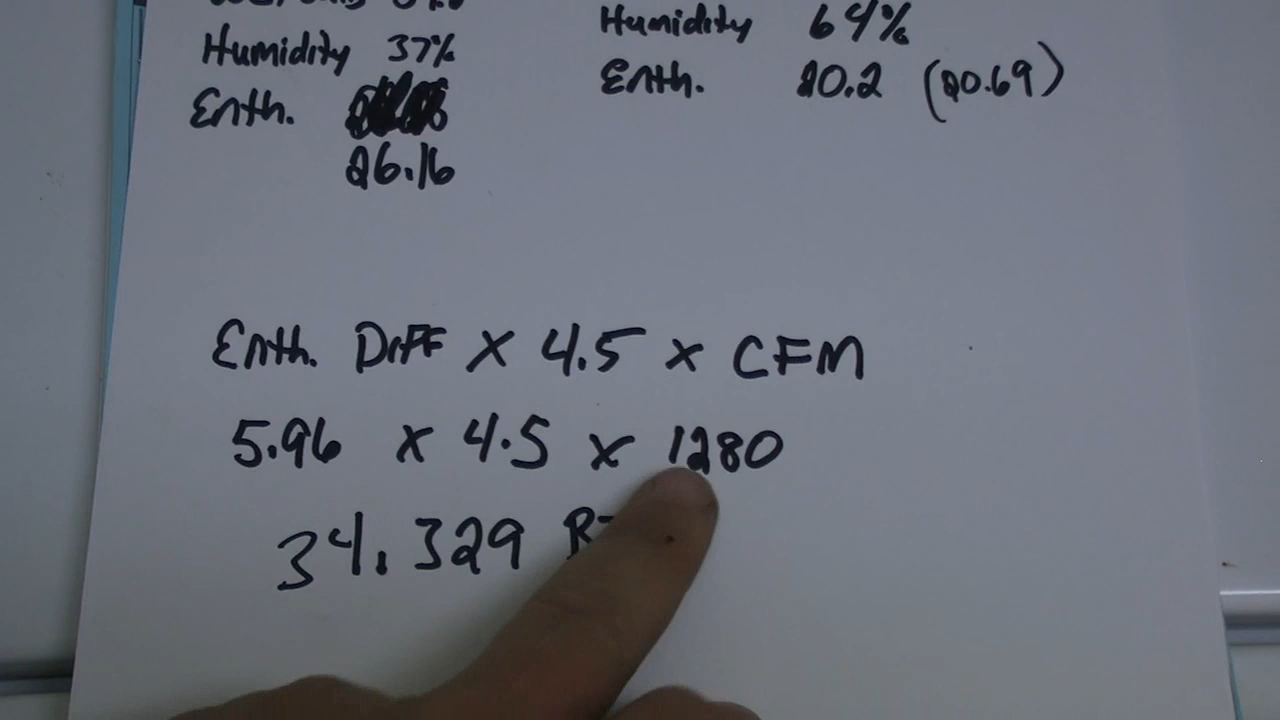 Humidity 37%
Enth.
26.16
Humidity 64%
Enth. 20.2 (20.69)
Enth. Diff x 4.5 x CFM
5.96 x 4.5 x 1280
34.329